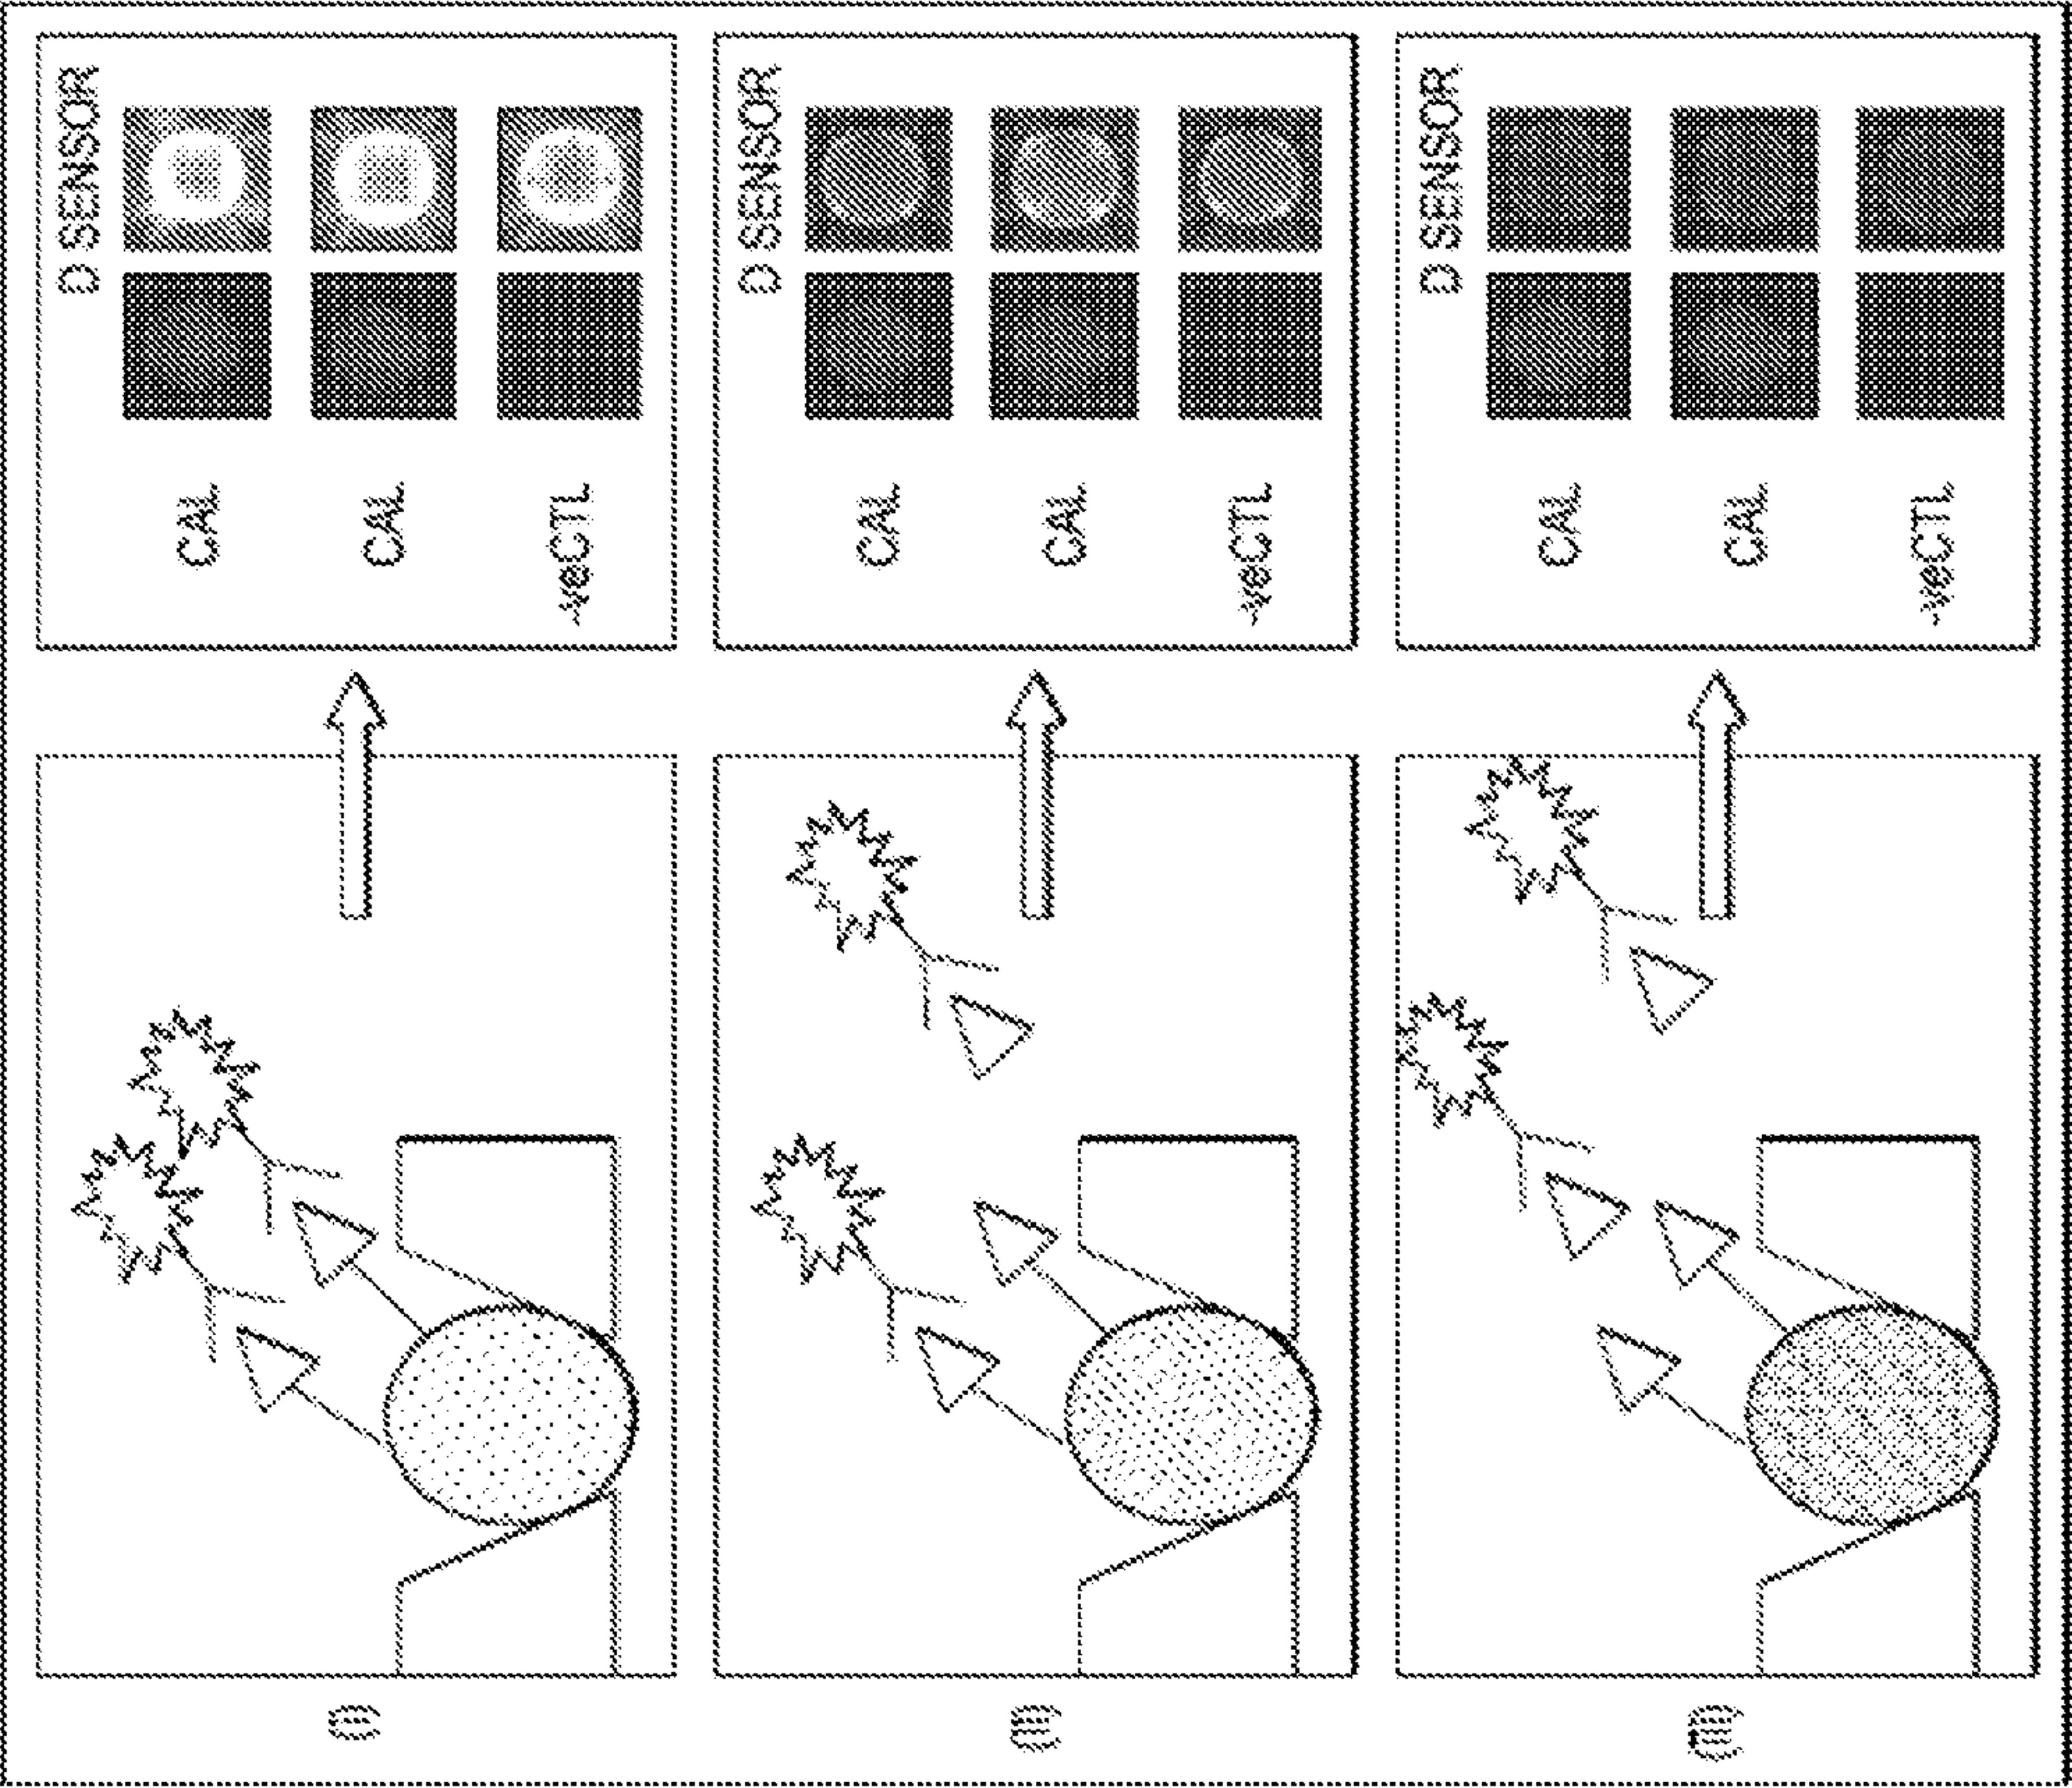 (i)
D SENSOR
CAL
CAL
-veCTL
(ii)
D SENSOR
CAL
CAL
-veCTL
(iii)
D SENSOR
CAL
CAL
-veCTL